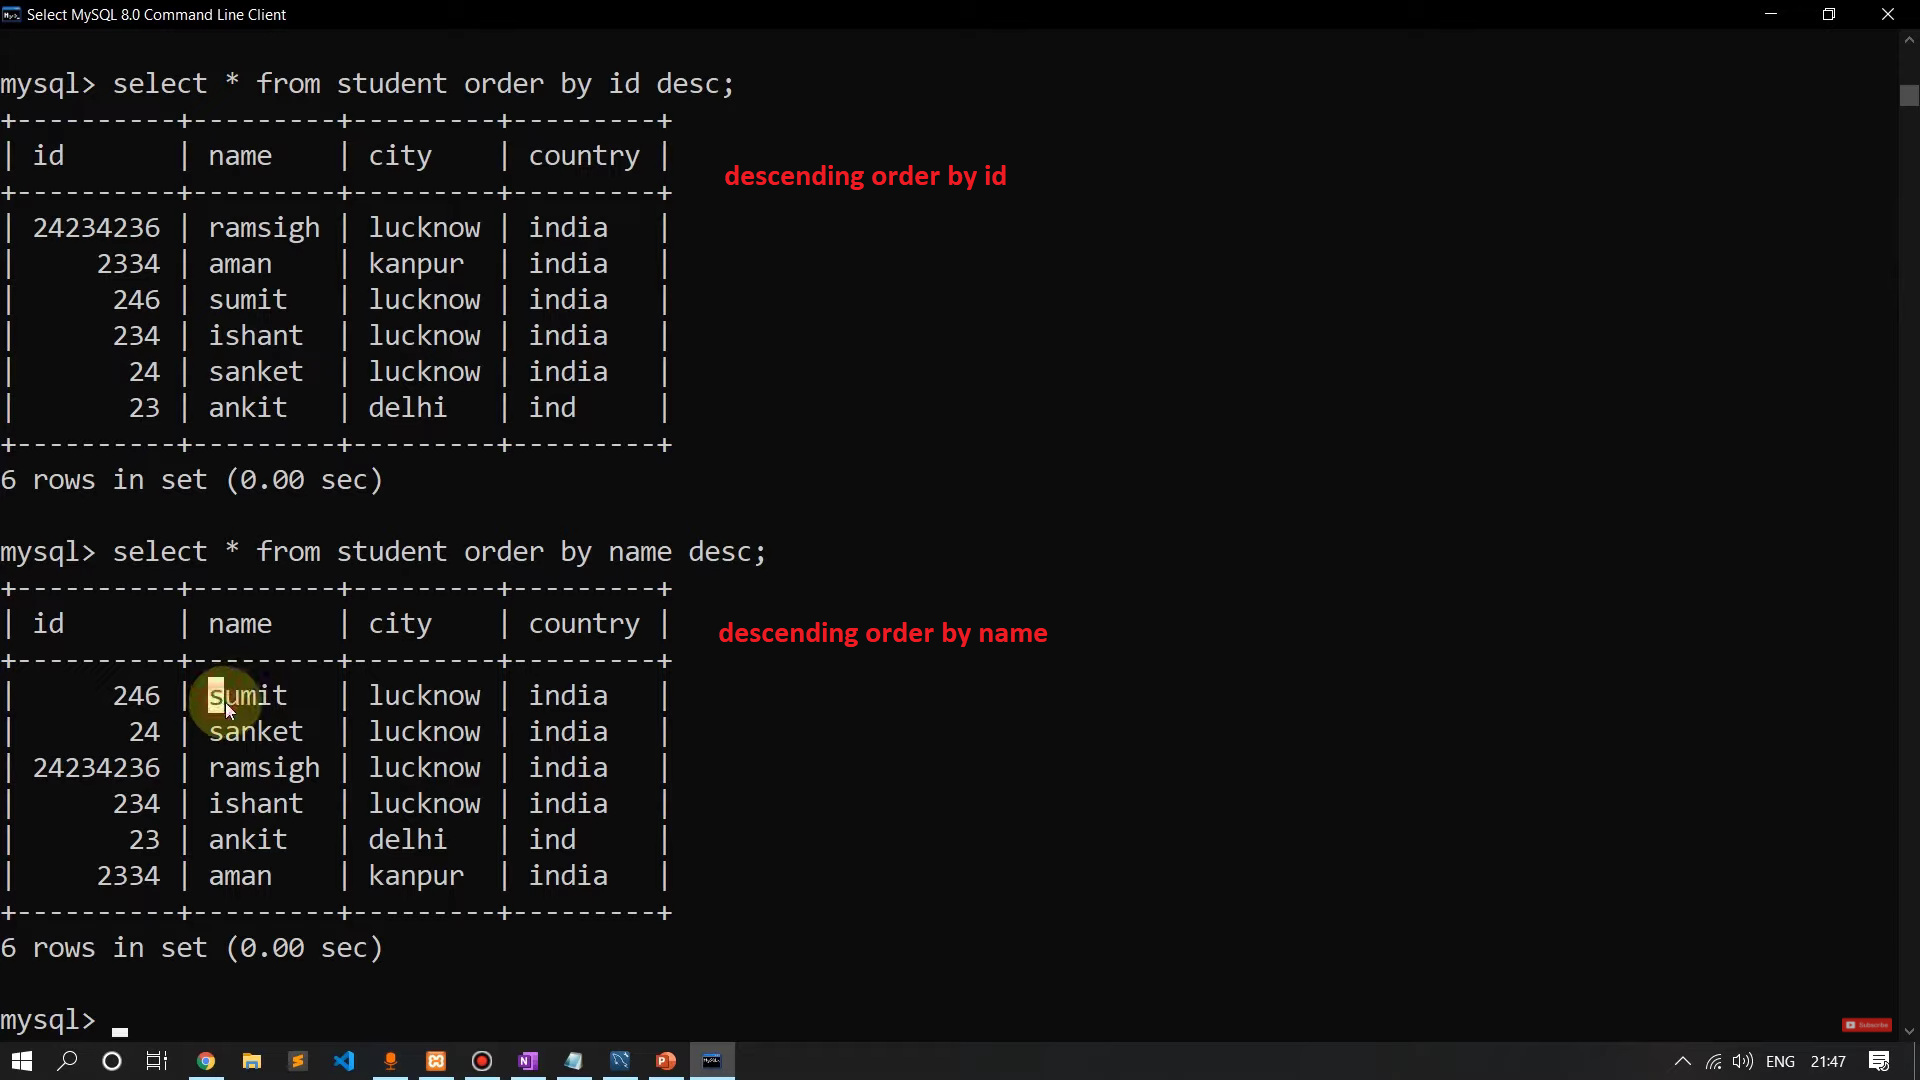 Select MySQL 8.0 Command Line Client
mysql> select * from student order by id desc;
+----------+---------+---------+---------+
| id       | name    | city    | country |
+----------+---------+---------+---------+
descending order by id
| 24234236 | ramsigh | lucknow | india   |
|     2334 | aman    | kanpur  | india   |
|      246 | sumit   | lucknow | india   |
|      234 | ishant  | lucknow | india   |
|       24 | sanket  | lucknow | india   |
|       23 | ankit   | delhi   | ind     |
+----------+---------+---------+---------+
6 rows in set (0.00 sec)
mysql> select * from student order by name desc;
+----------+---------+---------+---------+
| id       | name    | city    | country |
descending order by name
+----------+---------+---------+---------+
|      246 | sumit   | lucknow | india   |
|       24 | sanket  | lucknow | india   |
| 24234236 | ramsigh | lucknow | india   |
|      234 | ishant  | lucknow | india   |
|       23 | ankit   | delhi   | ind     |
|     2334 | aman    | kanpur  | india   |
+----------+---------+---------+---------+
6 rows in set (0.00 sec)
mysql>
Subscribe
ENG 21:47